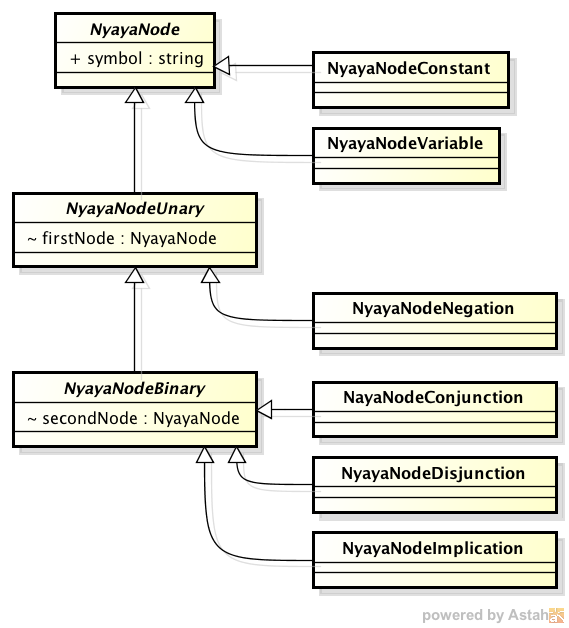 NyayaNode
+ symbol : string
NyayaNodeConstant
NyayaNodeVariable
NyayaNodeUnary
~ firstNode : NyayaNode
NyayaNodeNegation
NyayaNodeBinary
~ secondNode : NyayaNode
NayaNodeConjunction
NyayaNodeDisjunction
NyayaNodeImplication
powered by Astah